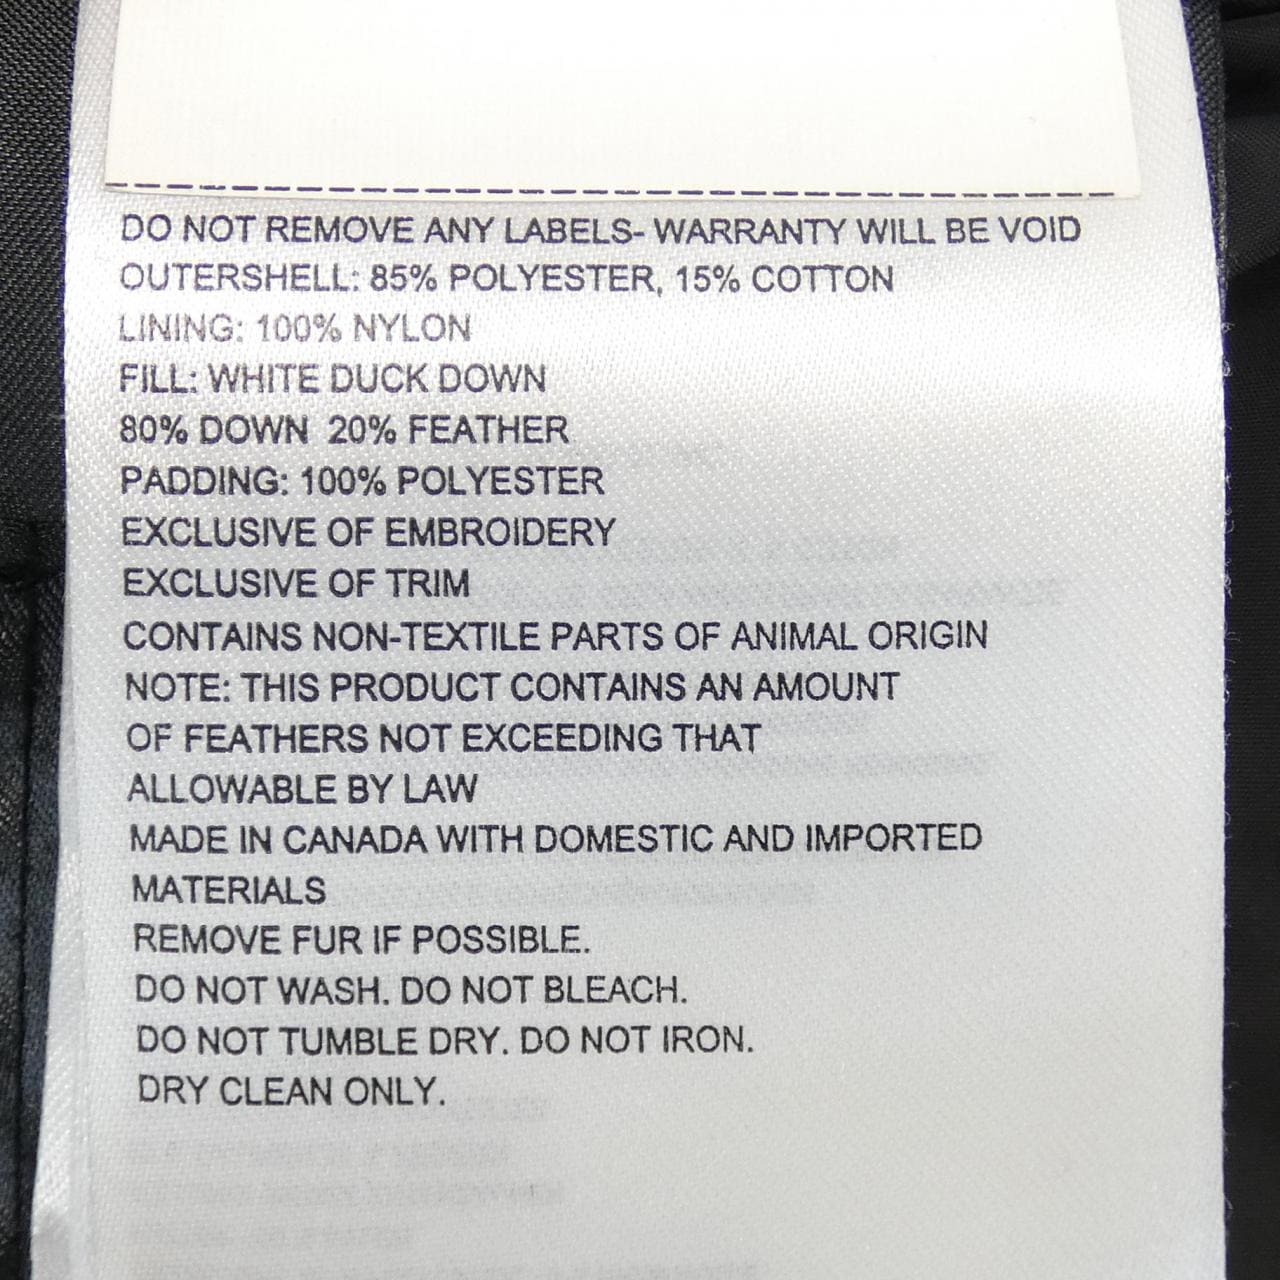 DO NOT REMOVE ANY LABELS- WARRANTY WILL BE VOID
OUTERSHELL: 85% POLYESTER, 15% COTTON
LINING: 100% NYLON
FILL: WHITE DUCK DOWN
80% DOWN 20% FEATHER
PADDING: 100% POLYESTER
EXCLUSIVE OF EMBROIDERY
EXCLUSIVE OF TRIM
CONTAINS NON-TEXTILE PARTS OF ANIMAL ORIGIN
NOTE: THIS PRODUCT CONTAINS AN AMOUNT
OF FEATHERS NOT EXCEEDING THAT
ALLOWABLE BY LAW
MADE IN CANADA WITH DOMESTIC AND IMPORTED
MATERIALS
REMOVE FUR IF POSSIBLE.
DO NOT WASH. DO NOT BLEACH.
DO NOT TUMBLE DRY. DO NOT IRON.
DRY CLEAN ONLY.